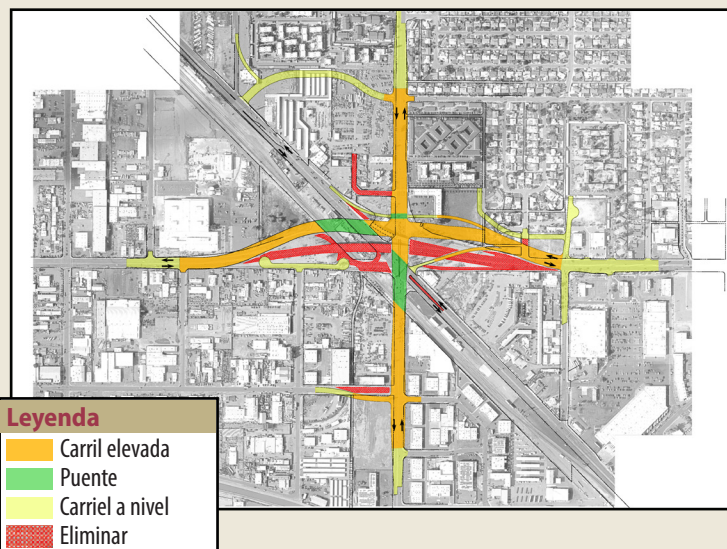 Leyenda
Carril elevada
Puente
Carriel a nivel
Eliminar